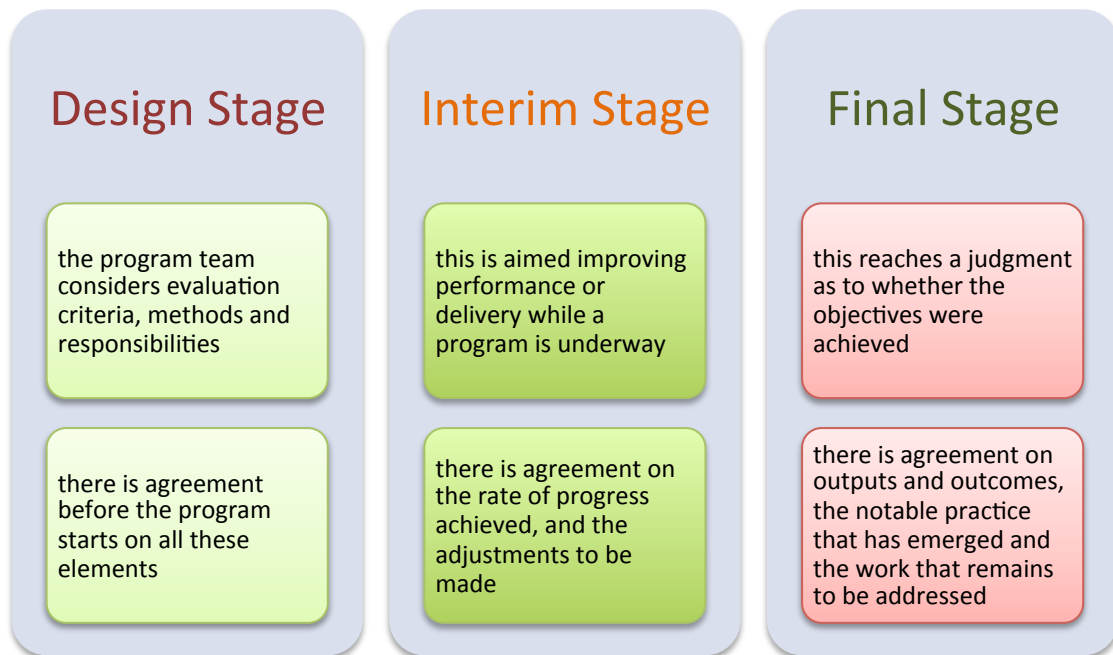 Design Stage
the program team
considers evaluation
criteria, methods and
responsibilities
there is agreement
before the program
starts on all these
elements
Interim Stage
this is aimed improving
performance or
delivery while a
program is underway
there is agreement on
the rate of progress
achieved, and the
adjustments to be
made
Final Stage
this reaches a judgment
as to whether the
objectives were
achieved
there is agreement on
outputs and outcomes,
the notable practice
that has emerged and
the work that remains
to be addressed